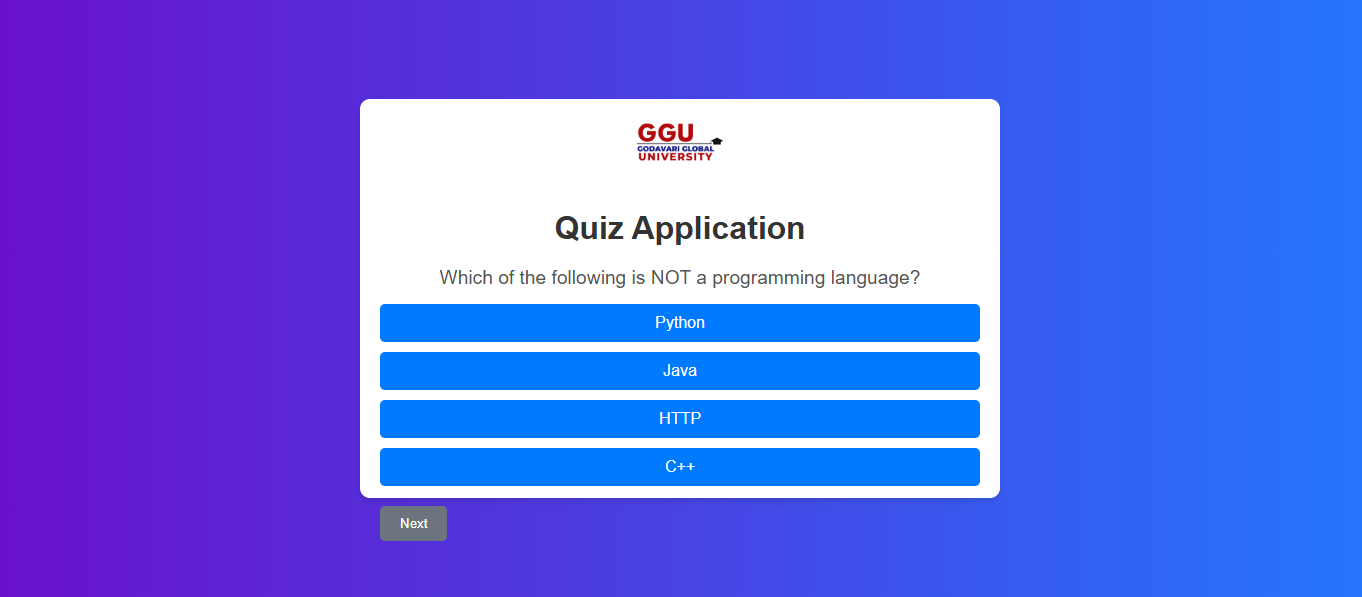 GGU
GODAVARI GLOBAL
UNIVERSITY
Quiz Application
Which of the following is NOT a programming language?
Python
Java
HTTP
C++
Next